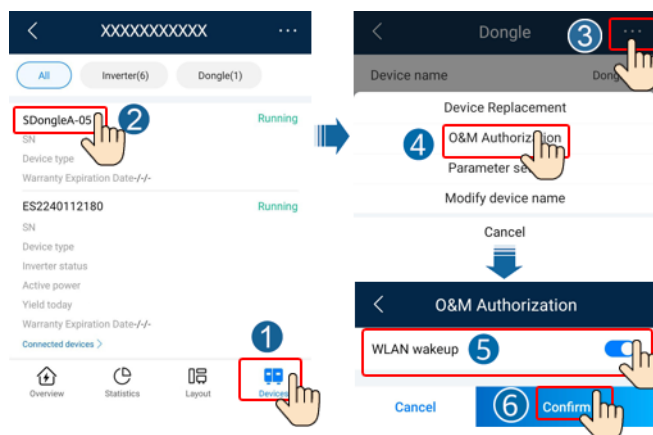 XXXXXXXXXXX ...
All Inverter(6) Dongle(1)
SDongleA-05 2 Running
SN
Device type
Warranty Expiration Date-/-/-
ES2240112180 Running
SN
Device type
Inverter status
Active power
Yield today
Warranty Expiration Date-/-/-
Connected devices >
1
Overview Statistics Layout Devices
Dongle 3 ...
Device name
Device Replacement
4 O&M Authorization
Parameter
Modify device name
Cancel
O&M Authorization
WLAN wakeup 5
Cancel 6 Confirm